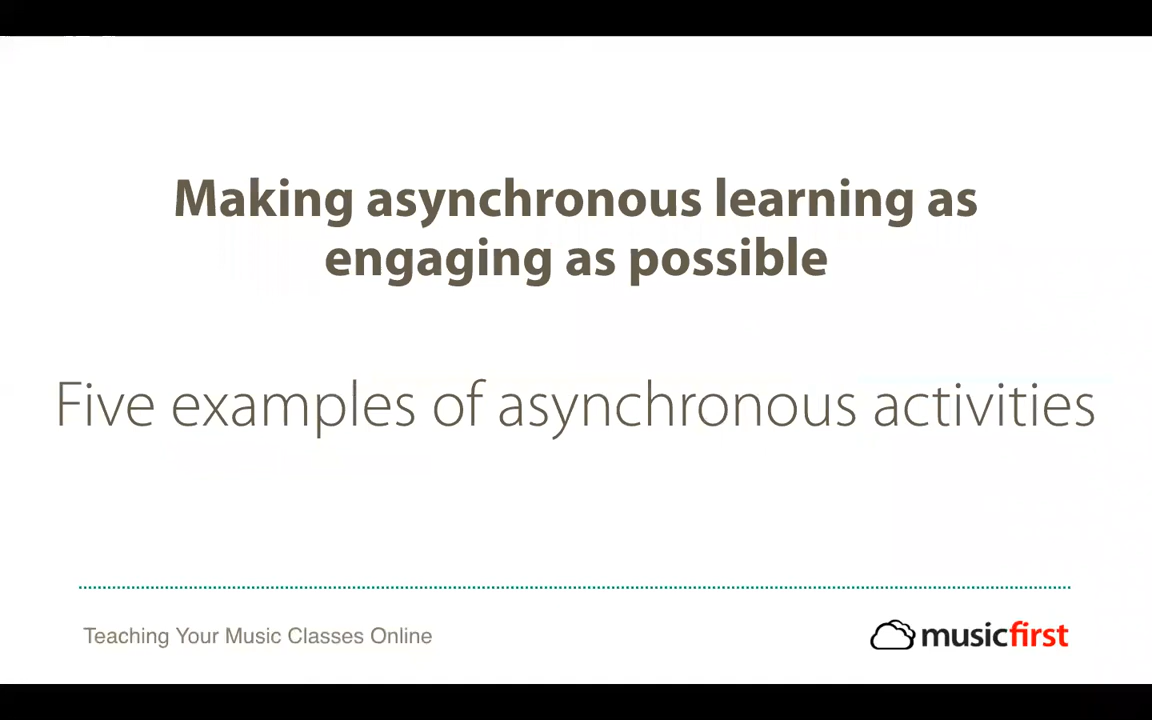 Making asynchronous learning as
engaging as possible
Five examples of asynchronous activities
Teaching Your Music Classes Online
musicfirst